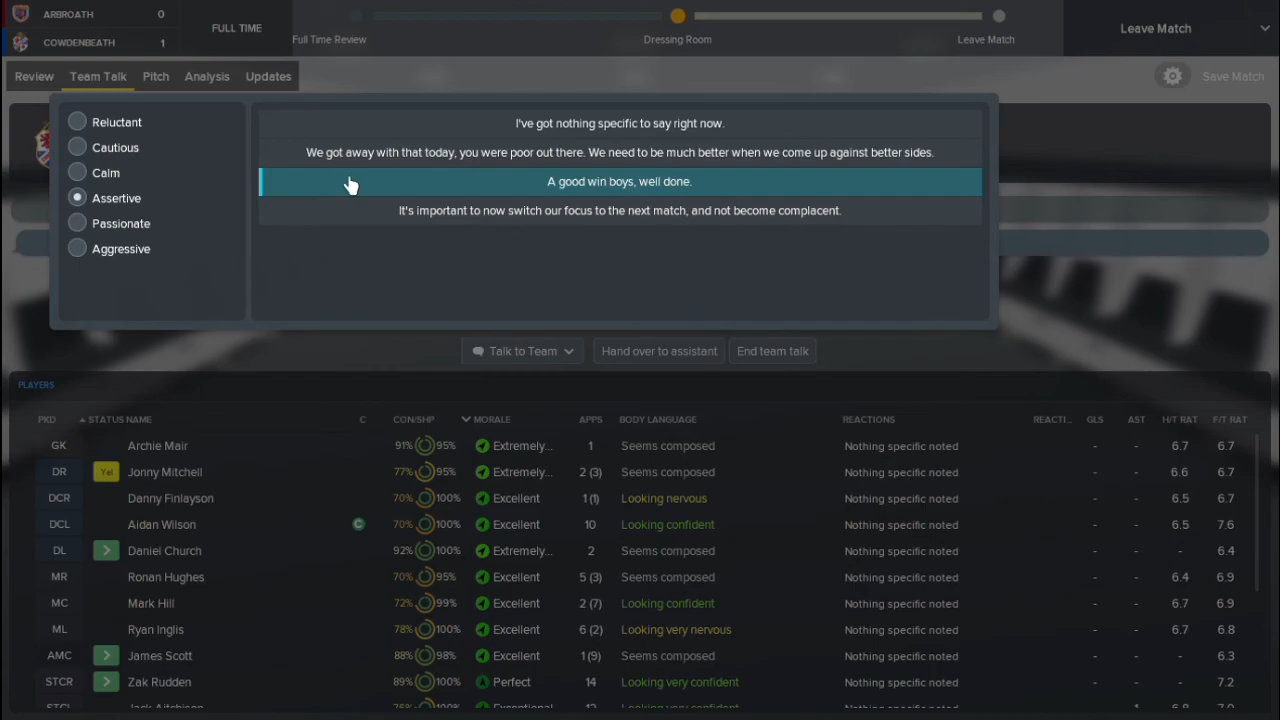 ARBROATH 0
COWDENBEATH 1
FULL TIME
Full Time Review
Dressing Room
Leave Match
Leave Match
Review Team Talk Pitch Analysis Updates
Save Match
Reluctant
Cautious
Calm
Assertive
Passionate
Aggressive
I've got nothing specific to say right now.
We got away with that today, you were poor out there. We need to be much better when we come up against better sides.
A good win boys, well done.
It's important to now switch our focus to the next match, and not become complacent.
Talk to Team Hand over to assistant End team talk
PLAYERS
PKD STATUS NAME C CON/SHP MORALE APPS BODY LANGUAGE REACTIONS REACTI... GLS AST H/T RAT F/T RAT
GK Archie Mair 91% 95% Extremely... 1 Seems composed Nothing specific noted - - 6.7 6.7
DR Yel Jonny Mitchell 77% 95% Extremely... 2 (3) Seems composed Nothing specific noted - - 6.6 6.7
DCR Danny Finlayson 70% 100% Excellent 1 (1) Looking nervous Nothing specific noted - - 6.5 6.7
DCL Aidan Wilson C 70% 100% Excellent 10 Looking confident Nothing specific noted - - 6.5 7.6
DL Daniel Church 92% 100% Extremely... 2 Seems composed Nothing specific noted - - - 6.4
MR Ronan Hughes 70% 95% Excellent 5 (3) Seems composed Nothing specific noted - - 6.4 6.9
MC Mark Hill 72% 99% Excellent 2 (7) Looking confident Nothing specific noted - - 6.7 6.9
ML Ryan Inglis 78% 100% Excellent 6 (2) Looking very nervous Nothing specific noted - - 6.7 6.8
AMC James Scott 88% 98% Excellent 1 (9) Seems composed Nothing specific noted - - - 6.3
STCR Zak Rudden 89% 100% Perfect 14 Looking very confident Nothing specific noted - - - 7.2